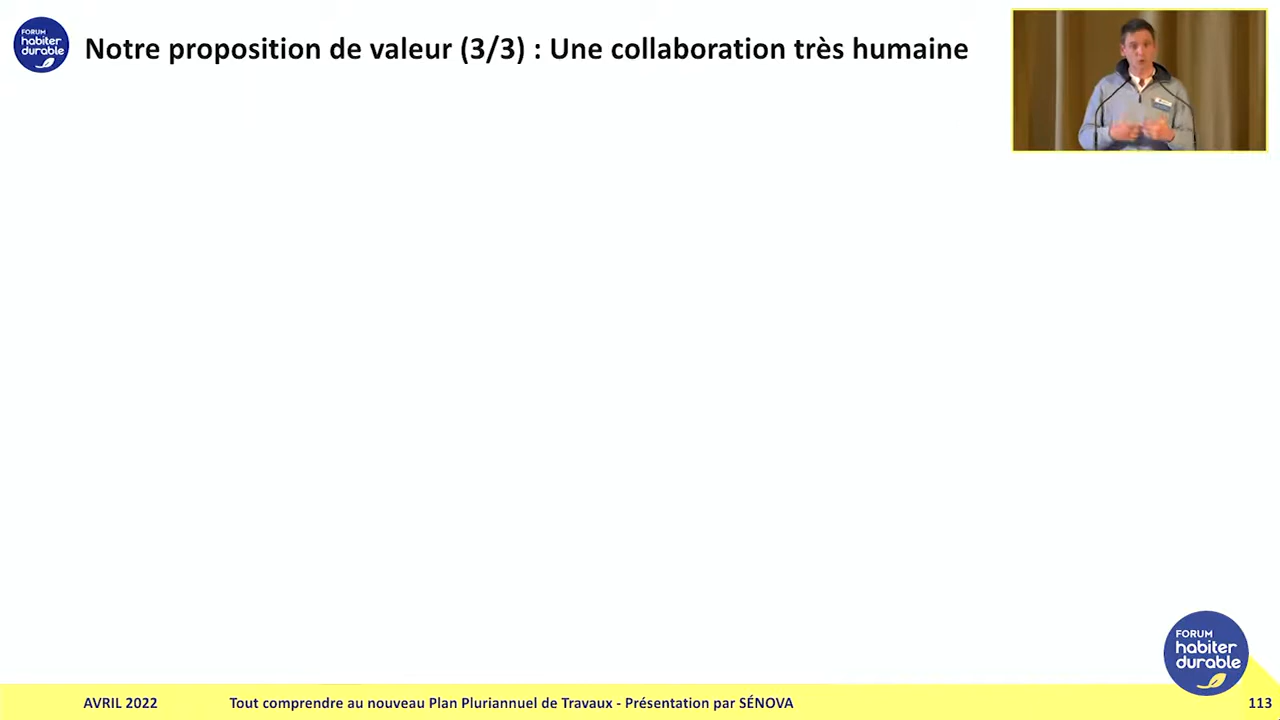 FORUM
habiter
durable
Notre proposition de valeur (3/3) : Une collaboration très humaine
FORUM
habiter
durable
AVRIL 2022
Tout comprendre au nouveau Plan Pluriannuel de Travaux - Présentation par SÉNOVA
113